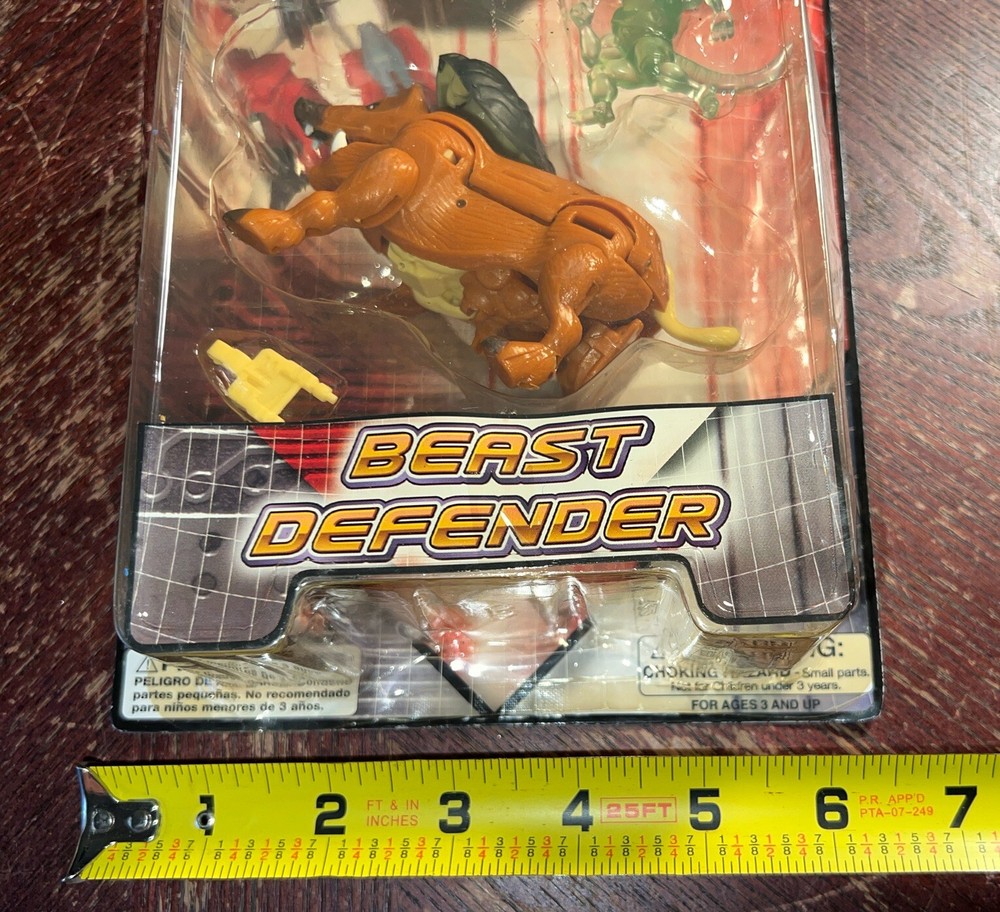 BEAST
DEFENDER
PELIGRO DE
partes pequeñas. No recomendado
para niños menores de 3 años.
G:
CHOKING - Small parts.
Not for Children under 3 years.
FOR AGES 3 AND UP
1 2 FT & IN INCHES 3 4 25FT 5 6 P.R. APP'D PTA-07-249 7